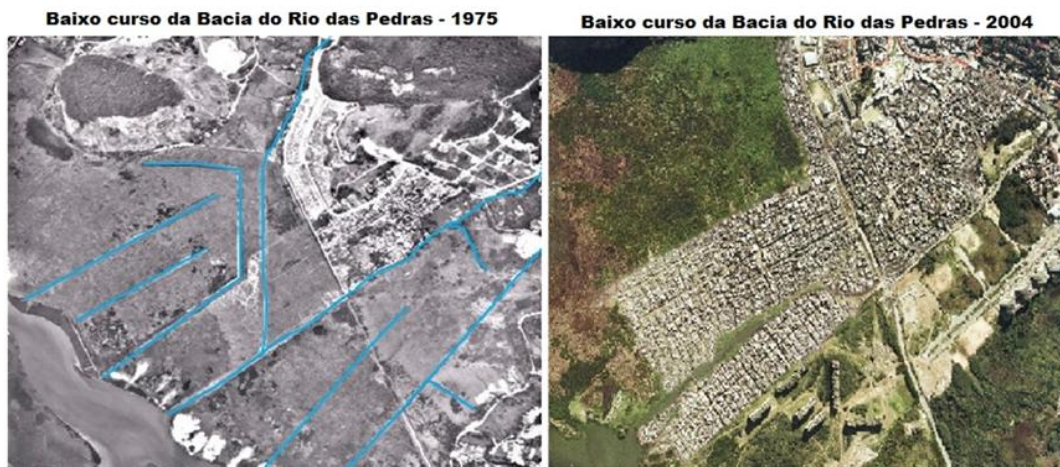 Baixo curso da Bacia do Rio das Pedras - 1975
Baixo curso da Bacia do Rio das Pedras - 2004